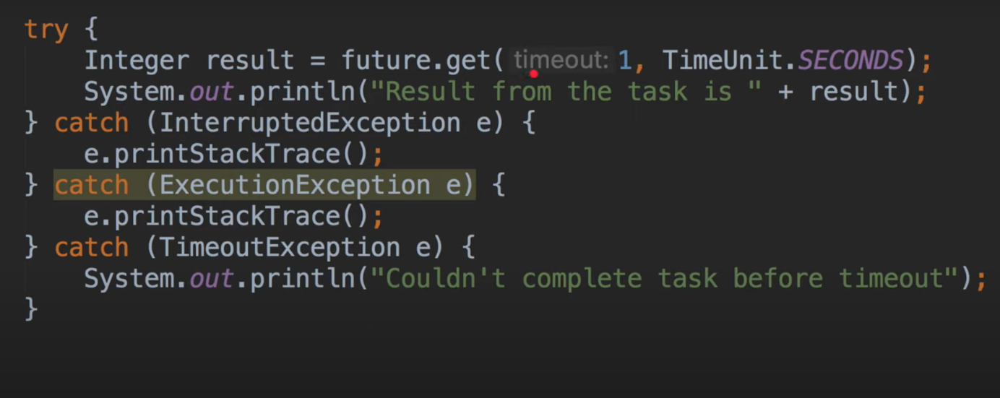 try {
Integer result = future.get( timeout: 1, TimeUnit.SECONDS);
System.out.println("Result from the task is " + result);
} catch (InterruptedException e) {
e.printStackTrace();
} catch (ExecutionException e) {
e.printStackTrace();
} catch (TimeoutException e) {
System.out.println("Couldn't complete task before timeout");
}